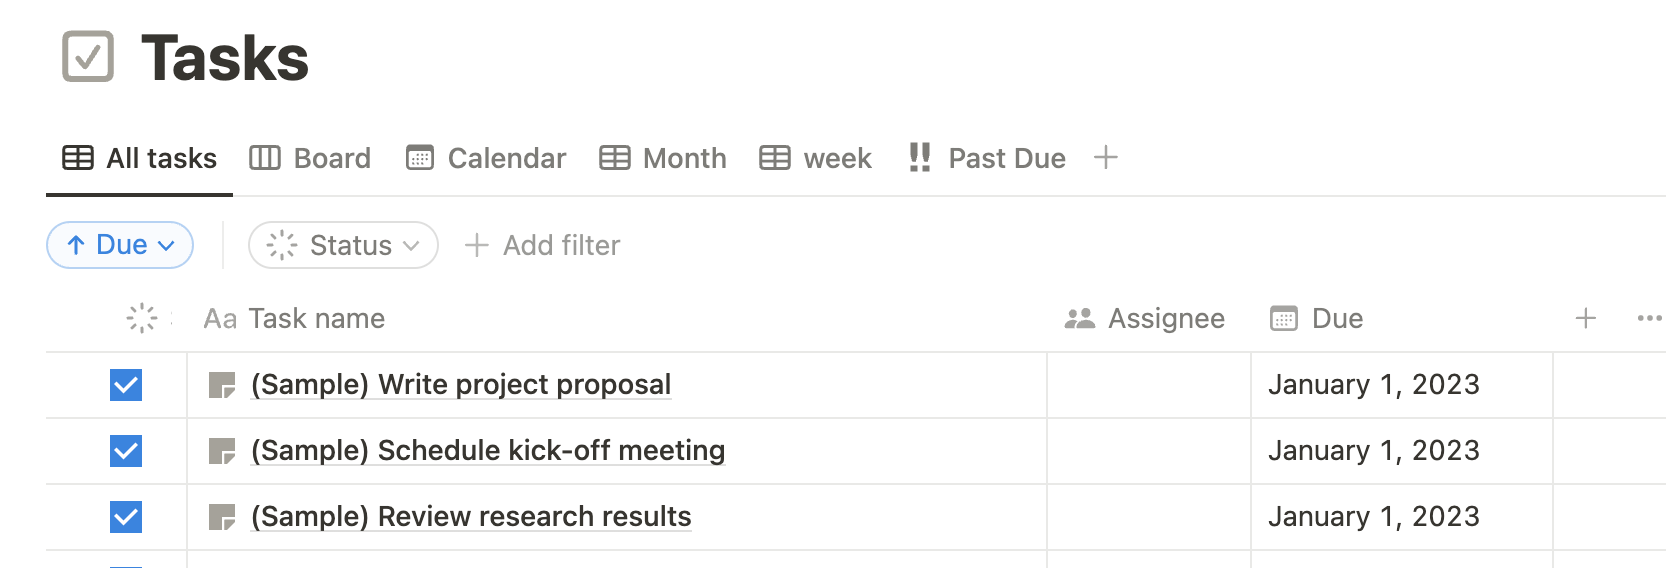 Tasks
All tasks Board Calendar Month week Past Due
Due Status Add filter
Aa Task name Assignee Due
(Sample) Write project proposal January 1, 2023
(Sample) Schedule kick-off meeting January 1, 2023
(Sample) Review research results January 1, 2023